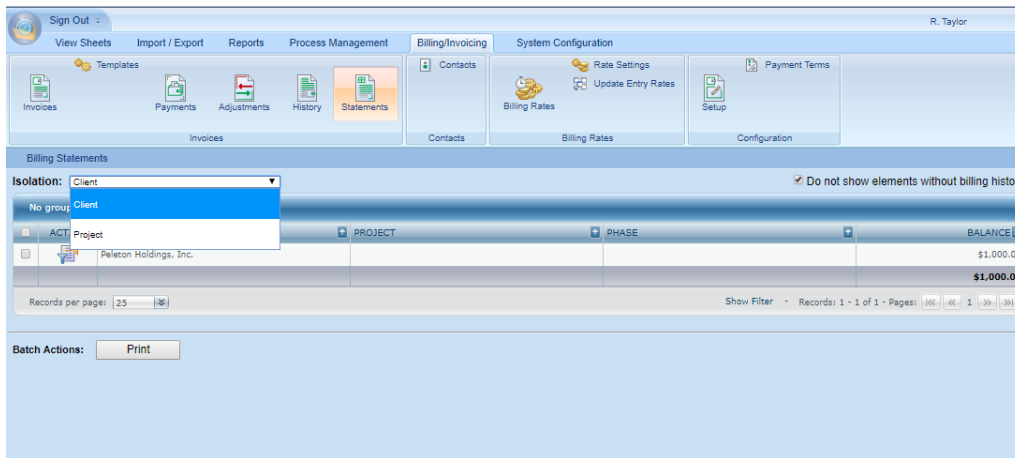 Sign Out
R. Taylor
View Sheets Import / Export Reports Process Management Billing/Invoicing System Configuration
Templates Contacts Rate Settings Payment Terms
Update Entry Rates
Invoices Payments Adjustments History Statements Billing Rates Setup
Invoices Contacts Billing Rates Configuration
Billing Statements
Isolation: Client Do not show elements without billing histo
No group
Client
ACT PROJECT PHASE BALANCE
Project
Peleton Holdings, Inc. $1,000.0
$1,000.0
Records per page: 25 Show Filter - Records: 1 - 1 of 1 - Pages: 1
Batch Actions: Print